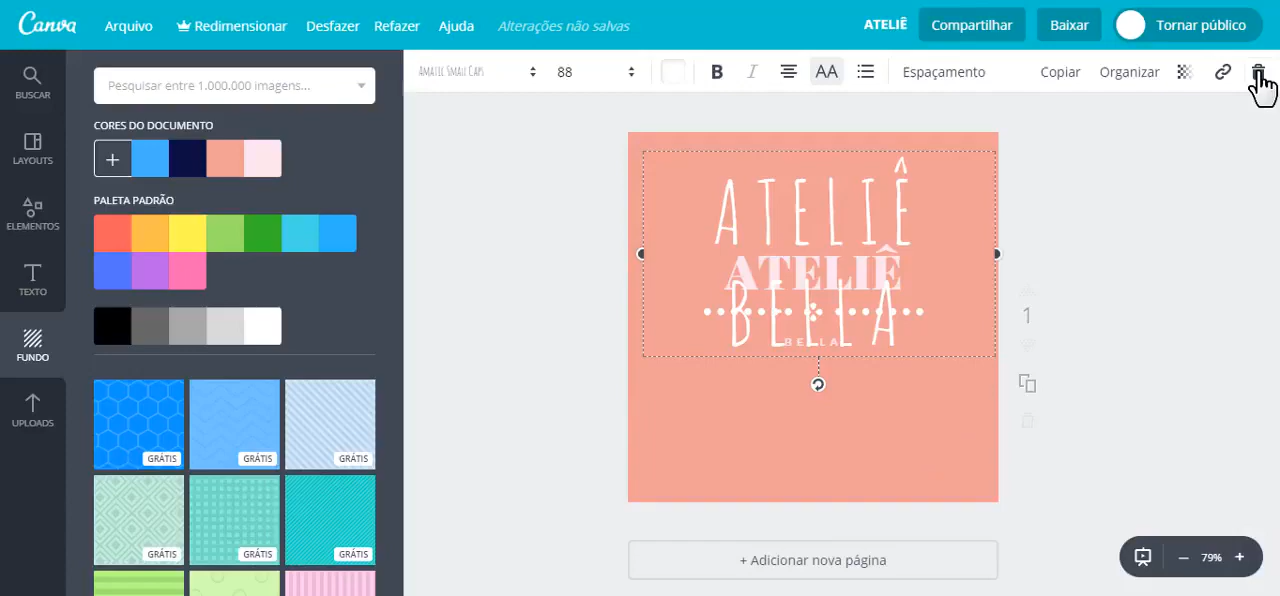 Canva
Arquivo
Redimensionar
Desfazer
Refazer
Ajuda
Alterações não salvas
ATELIÊ
Compartilhar
Baixar
Tornar público
BUSCAR
LAYOUTS
ELEMENTOS
TEXTO
FUNDO
UPLOADS
Pesquisar entre 1.000.000 imagens...
CORES DO DOCUMENTO
+
PALETA PADRÃO
GRÁTIS
GRÁTIS
GRÁTIS
GRÁTIS
GRÁTIS
GRÁTIS
Amatic Small Caps
88
B
I
AA
Espaçamento
Copiar
Organizar
ATELIÊ
ATELIÊ
BELLA
BELLA
1
+ Adicionar nova página
– 79% +